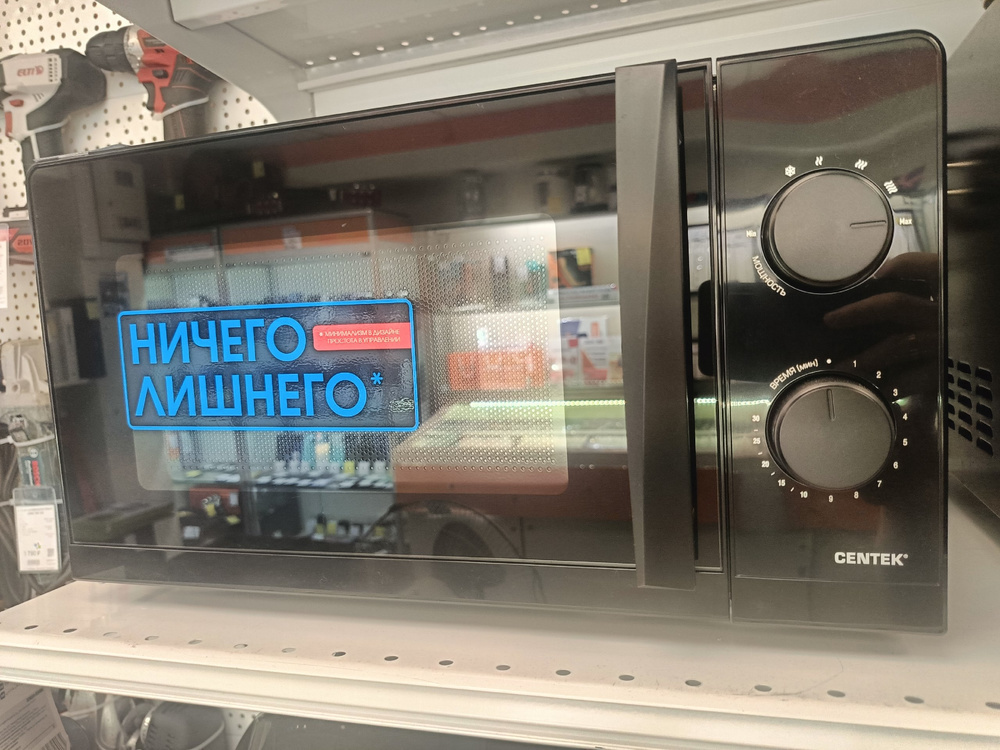 НИЧЕГО
* МИНИМАЛИЗМ В ДИЗАЙНЕ
ПРОСТОТА В УПРАВЛЕНИИ
ЛИШНЕГО*
Min
Max
МОЩНОСТЬ
ВРЕМЯ (мин)
1
2
3
4
5
6
7
8
9
10
15
20
25
30
CENTEK®